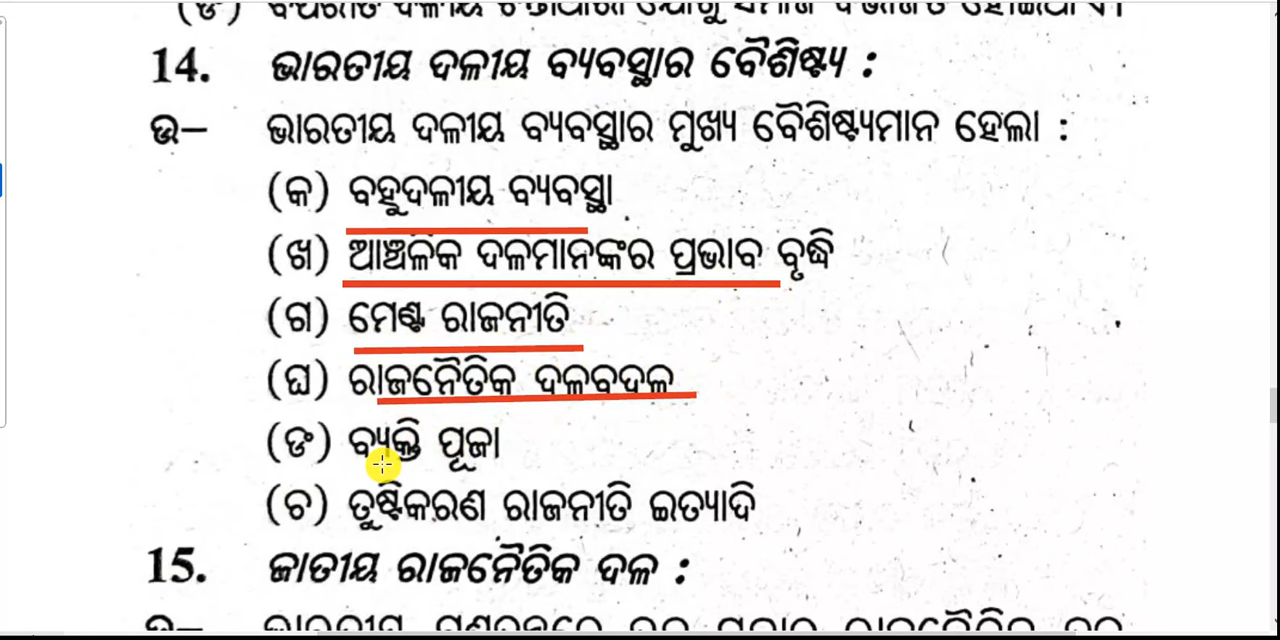 14. ଭାରତୀୟ ଦଳୀୟ ବ୍ୟବସ୍ଥାର ବୈଶିଷ୍ଟ୍ୟ :
ଉ– ଭାରତୀୟ ଦଳୀୟ ବ୍ୟବସ୍ଥାର ମୁଖ୍ୟ ବୈଶିଷ୍ଟ୍ୟମାନ ହେଲା :
(କ) ବହୁଦଳୀୟ ବ୍ୟବସ୍ଥା
(ଖ) ଆଞ୍ଚଳିକ ଦଳମାନଙ୍କର ପ୍ରଭାବ ବୃଦ୍ଧି
(ଗ) ମେଣ୍ଟ ରାଜନୀତି
(ଘ) ରାଜନୈତିକ ଦଳବଦଳ
(ଙ) ବ୍ୟକ୍ତି ପୂଜା
(ଚ) ତୁଷ୍ଟିକରଣ ରାଜନୀତି ଇତ୍ୟାଦି
15. ଜାତୀୟ ରାଜନୈତିକ ଦଳ :